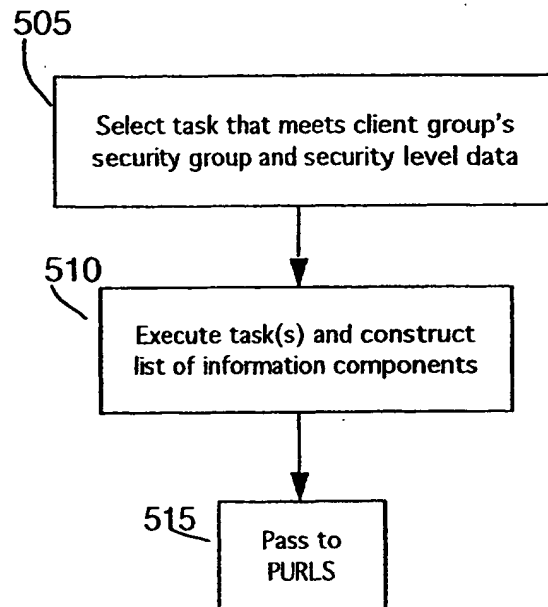 505
Select task that meets client group's
security group and security level data
510
Execute task(s) and construct
list of information components
515
Pass to
PURLS